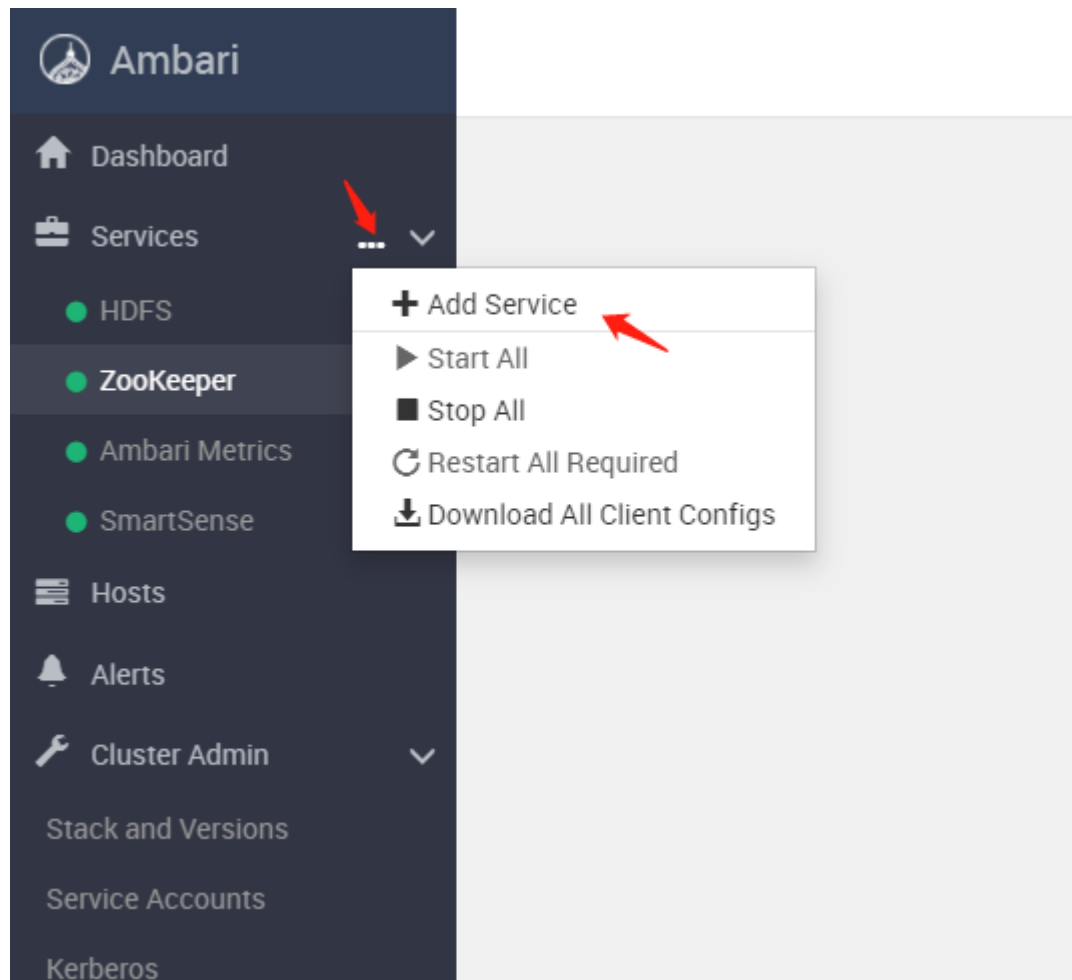 Ambari
Dashboard
Services
HDFS
ZooKeeper
Ambari Metrics
SmartSense
Add Service
Start All
Stop All
Restart All Required
Download All Client Configs
Hosts
Alerts
Cluster Admin
Stack and Versions
Service Accounts
Kerberos